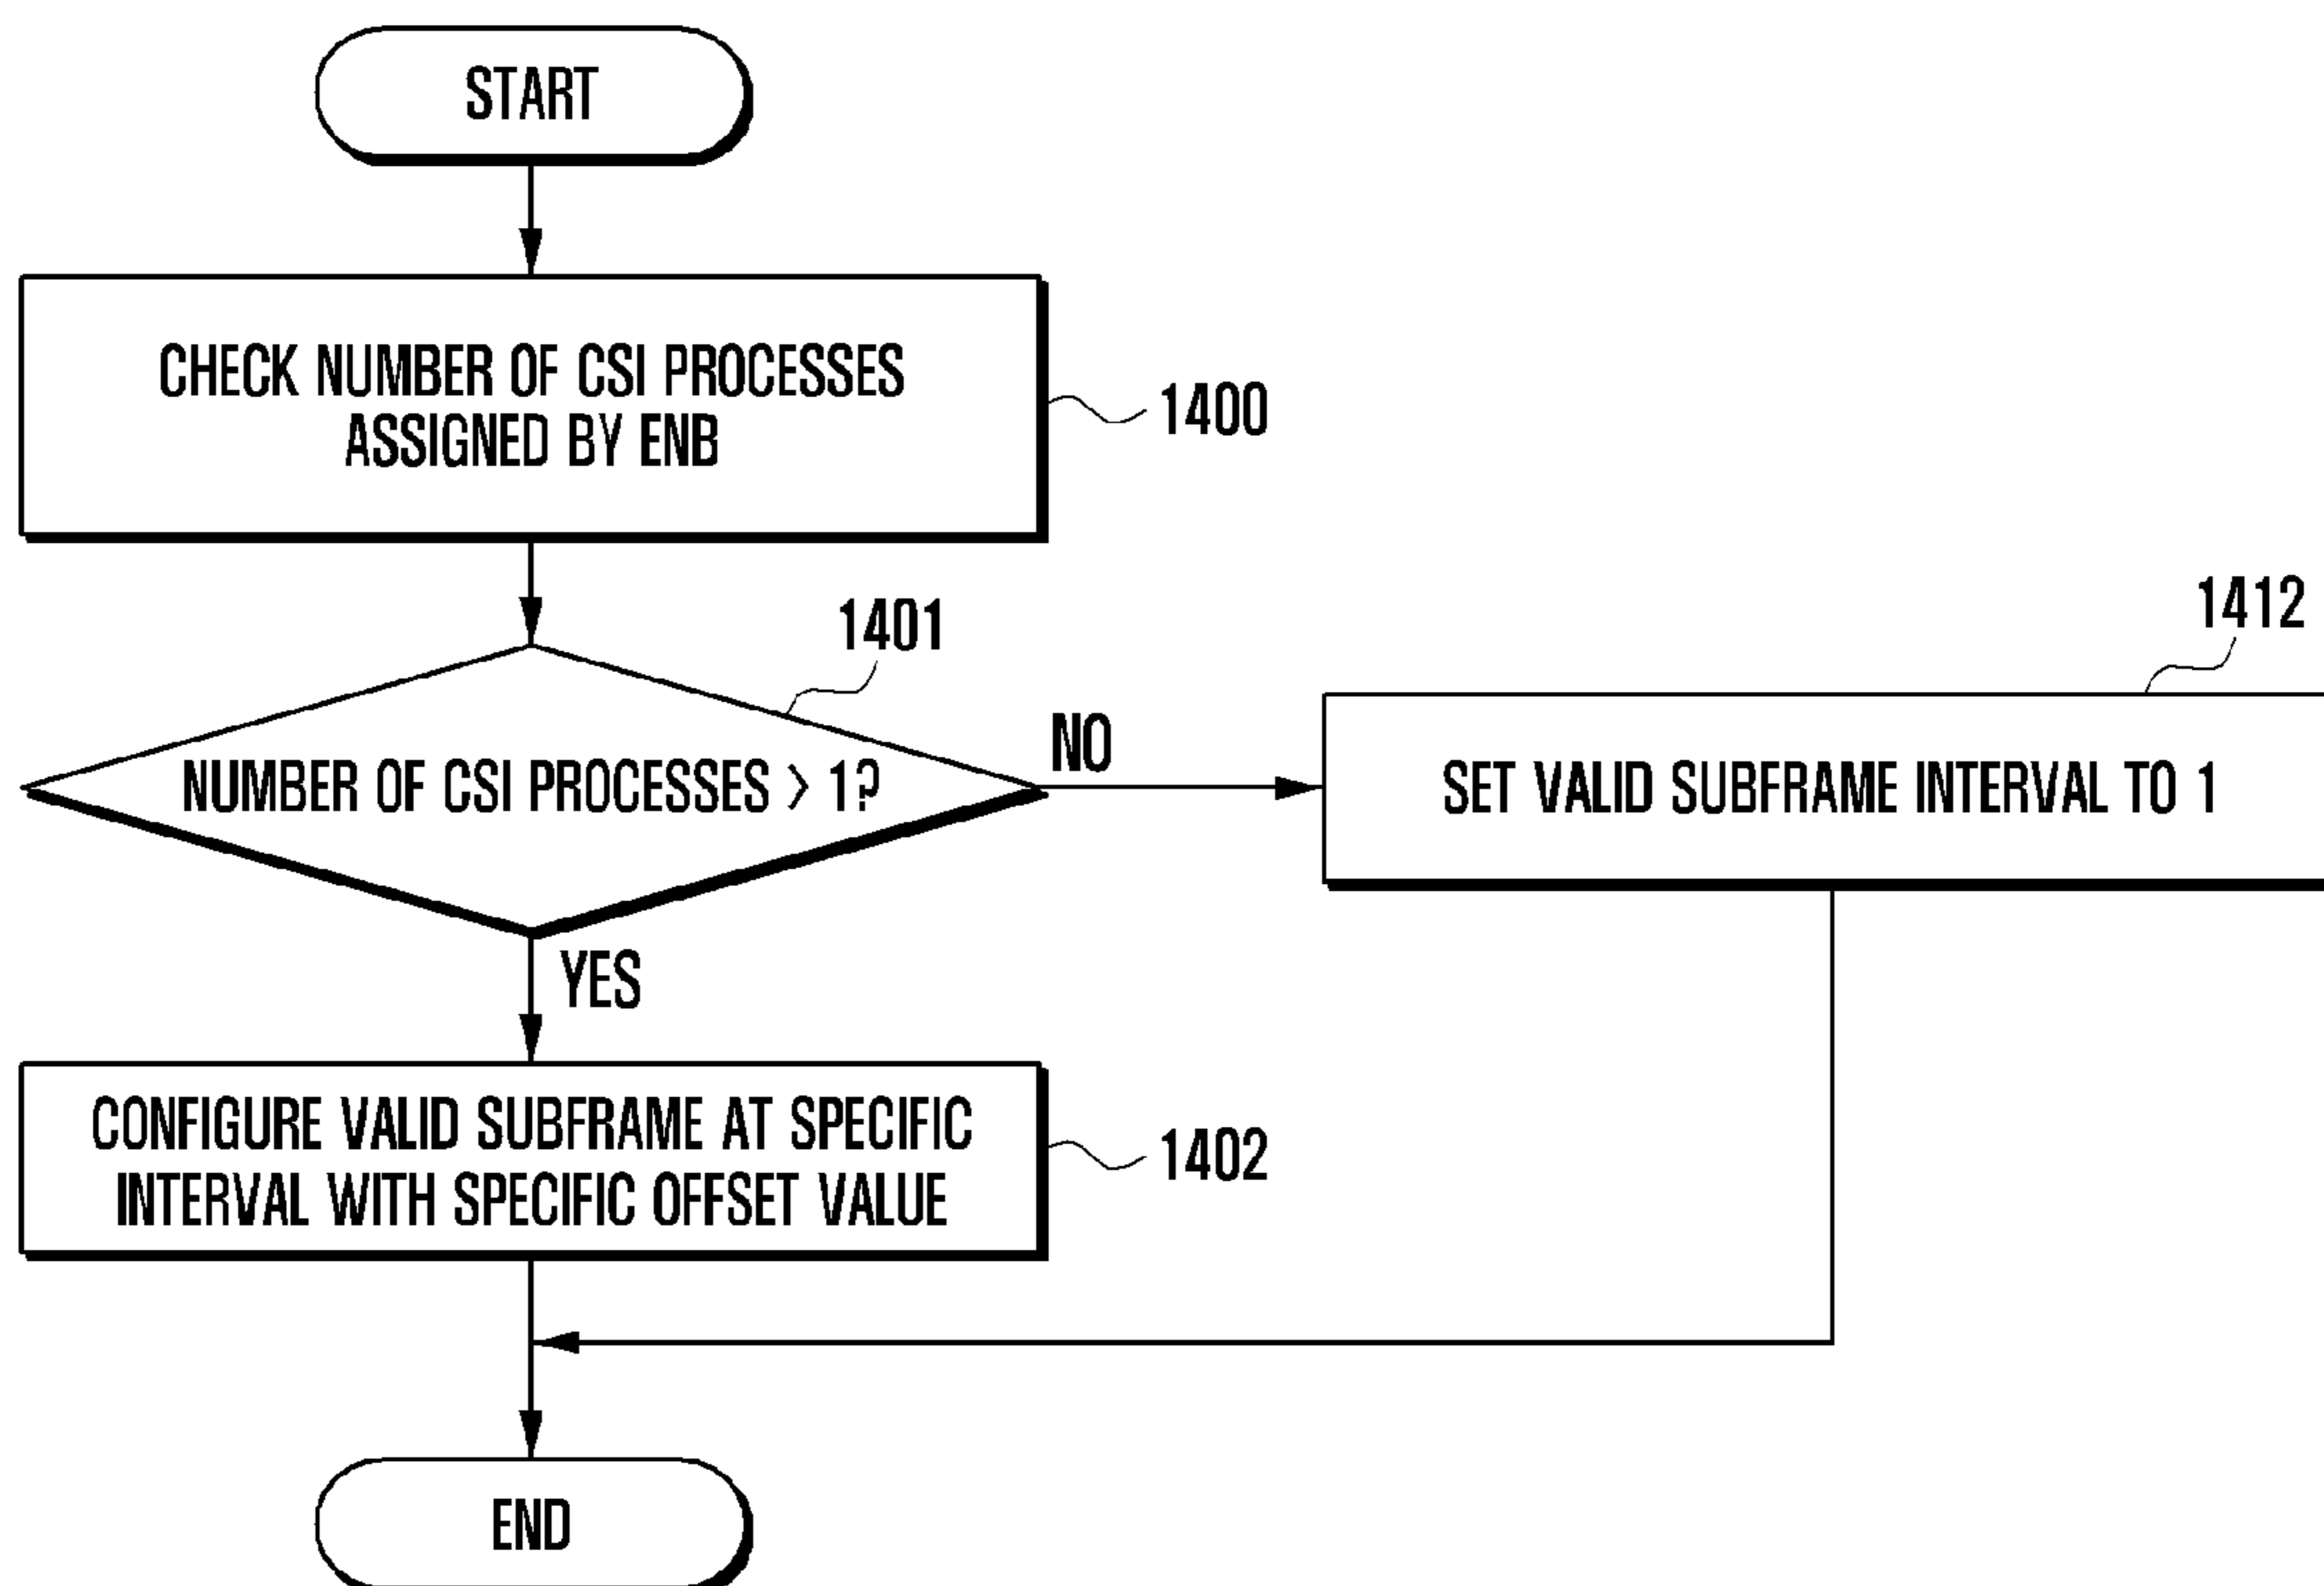 START
CHECK NUMBER OF CSI PROCESSES
ASSIGNED BY ENB
1400
1401
NUMBER OF CSI PROCESSES > 1?
NO
1412
SET VALID SUBFRAME INTERVAL TO 1
YES
CONFIGURE VALID SUBFRAME AT SPECIFIC
INTERVAL WITH SPECIFIC OFFSET VALUE
1402
END